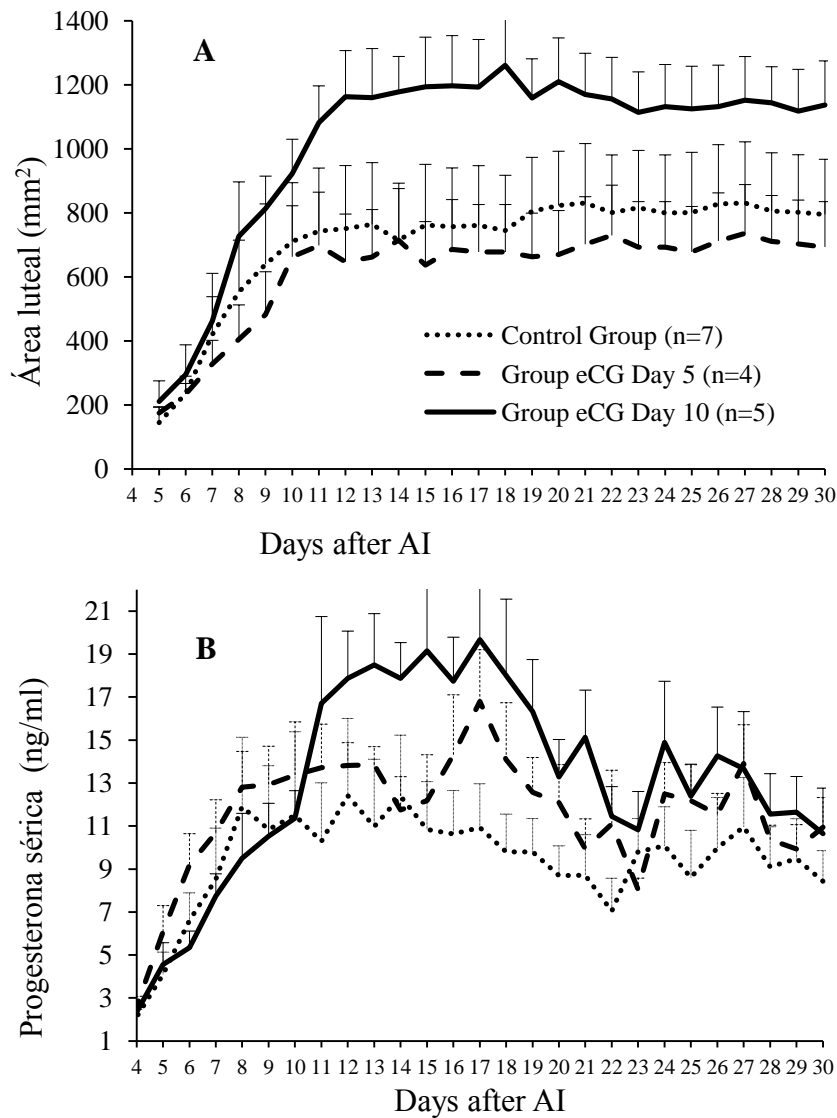 1400
A
1200
1000
800
600
400
200
0
Área luteal (mm²)
Control Group (n=7)
Group eCG Day 5 (n=4)
Group eCG Day 10 (n=5)
4 5 6 7 8 9 10 11 12 13 14 15 16 17 18 19 20 21 22 23 24 25 26 27 28 29 30
Days after AI
21
B
19
17
15
13
11
9
7
5
3
1
Progesterona sérica (ng/ml)
4 5 6 7 8 9 10 11 12 13 14 15 16 17 18 19 20 21 22 23 24 25 26 27 28 29 30
Days after AI